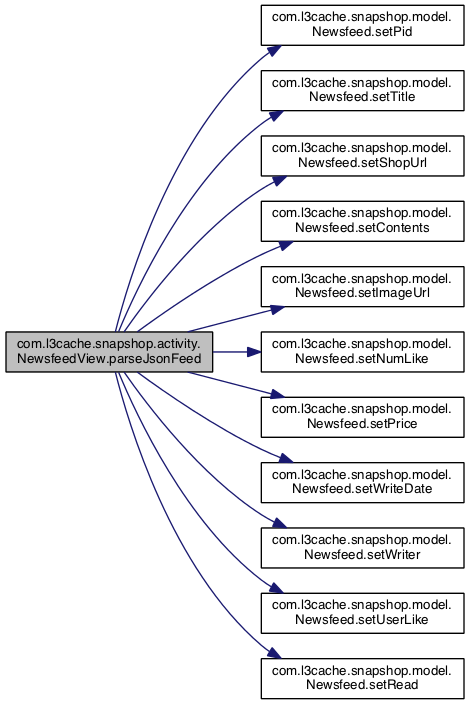 com.l3cache.snapshop.model.
Newsfeed.setPid
com.l3cache.snapshop.model.
Newsfeed.setTitle
com.l3cache.snapshop.model.
Newsfeed.setShopUrl
com.l3cache.snapshop.model.
Newsfeed.setContents
com.l3cache.snapshop.model.
Newsfeed.setImageUrl
com.l3cache.snapshop.activity.
NewsfeedView.parseJsonFeed
com.l3cache.snapshop.model.
Newsfeed.setNumLike
com.l3cache.snapshop.model.
Newsfeed.setPrice
com.l3cache.snapshop.model.
Newsfeed.setWriteDate
com.l3cache.snapshop.model.
Newsfeed.setWriter
com.l3cache.snapshop.model.
Newsfeed.setUserLike
com.l3cache.snapshop.model.
Newsfeed.setRead